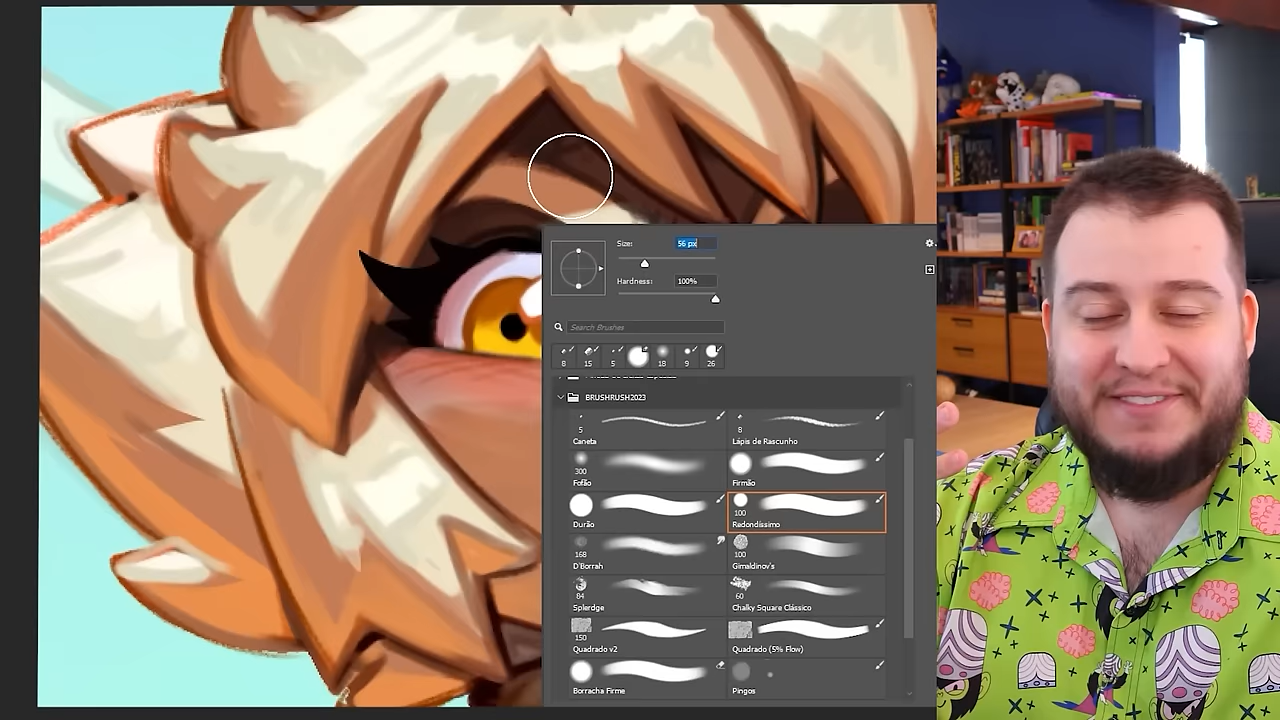 Size:
56 px
Hardness:
100%
Search Brushes
8
15
5
18
9
26
BRUSHRUSH2023
5
Caneta
8
Lápis de Rascunho
300
Fofão
Firmão
Durão
100
Redondíssimo
168
D'Borrah
100
Gimaldinov's
84
Splerdge
60
Chalky Square Clássico
150
Quadrado v2
Quadrado (5% Flow)
Borracha Firme
Pingos